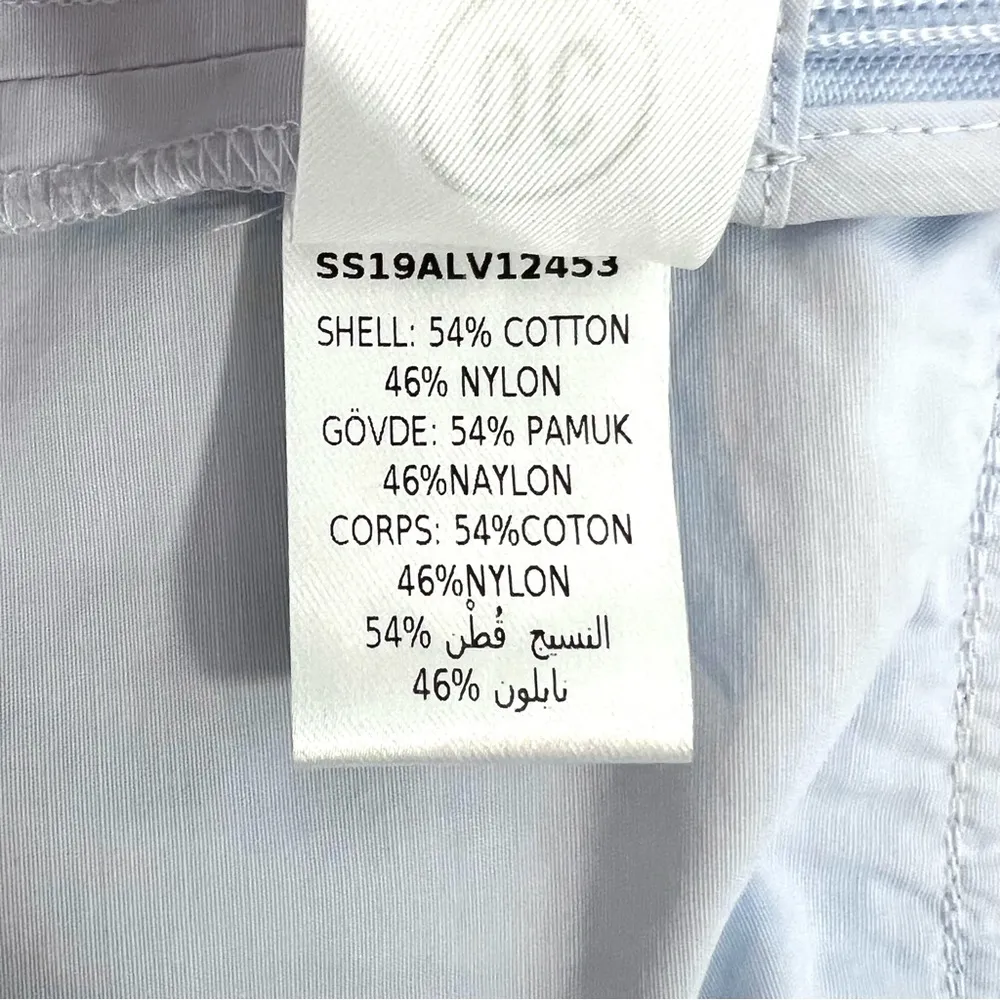 SS19ALV12453
SHELL: 54% COTTON
46% NYLON
GÖVDE: 54% PAMUK
46%NAYLON
CORPS: 54%COTON
46%NYLON
النسيج قُطْن 54%
نابلون 46%